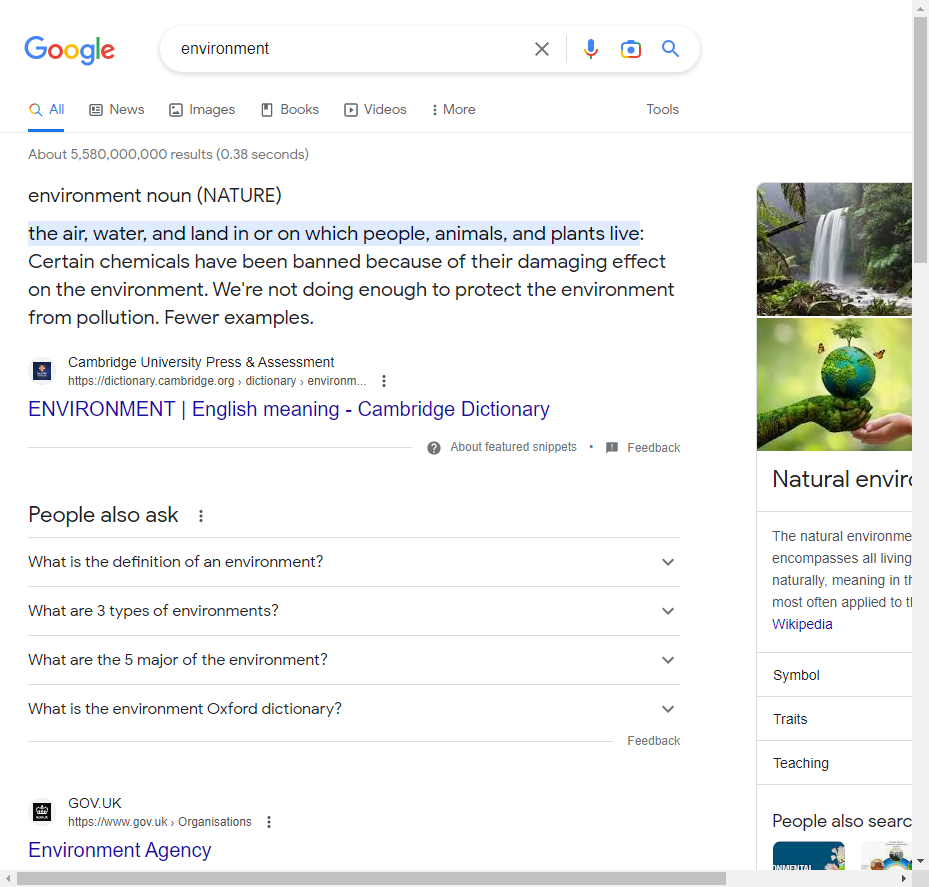 Google
environment
All
News
Images
Books
Videos
More
Tools
About 5,580,000,000 results (0.38 seconds)
environment noun (NATURE)
the air, water, and land in or on which people, animals, and plants live:
Certain chemicals have been banned because of their damaging effect
on the environment. We're not doing enough to protect the environment
from pollution. Fewer examples.
Cambridge University Press & Assessment
https://dictionary.cambridge.org › dictionary › environm...
ENVIRONMENT | English meaning - Cambridge Dictionary
About featured snippets • Feedback
People also ask
What is the definition of an environment?
What are 3 types of environments?
What are the 5 major of the environment?
What is the environment Oxford dictionary?
Feedback
GOV.UK
https://www.gov.uk › Organisations
Environment Agency
Natural enviro
The natural environme
encompasses all living
naturally, meaning in th
most often applied to th
Wikipedia
Symbol
Traits
Teaching
People also searc